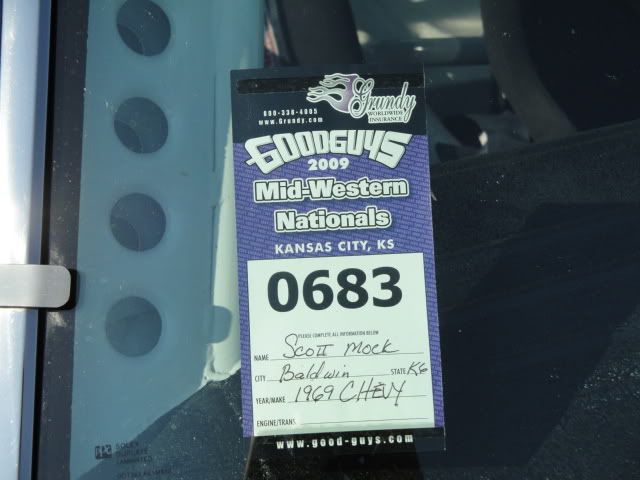 Grundy
WORLDWIDE
INSURANCE
800-338-4005
www.Grundy.com
GOODGUYS
2009
Mid-Western
Nationals
KANSAS CITY, KS
0683
PLEASE COMPLETE ALL INFORMATION BELOW
NAME Scott Mock
CITY Baldwin STATE KS
YEAR/MAKE 1969 CHEVY
ENGINE/TRANS
www.good-guys.com
PPG
LAMINATED